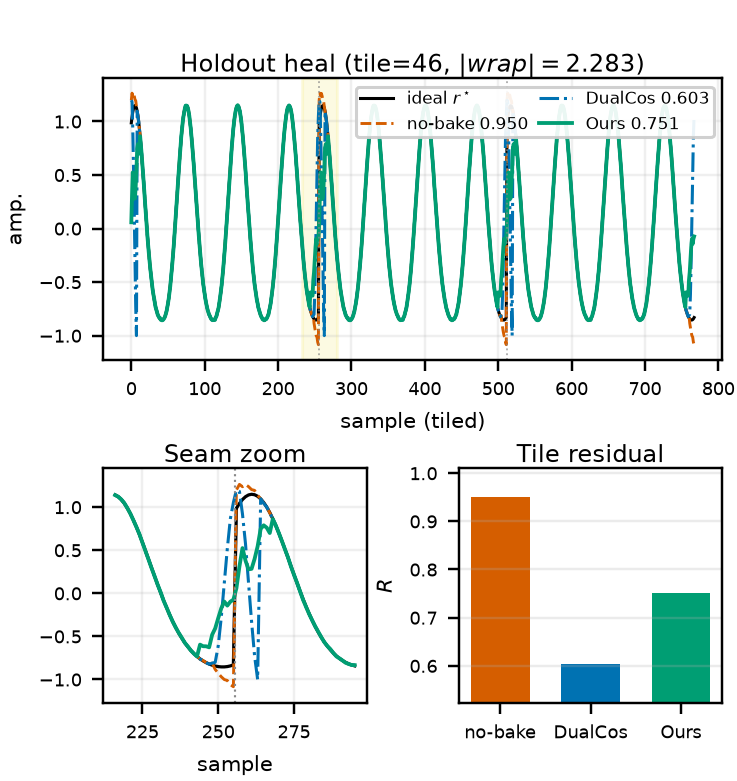 Holdout heal (tile=46, |wrap| = 2.283)
ideal r⋆
no-bake 0.950
DualCos 0.603
Ours 0.751
amp.
1.0
0.5
0.0
−0.5
−1.0
0 100 200 300 400 500 600 700 800
sample (tiled)
Seam zoom
1.0
0.5
0.0
−0.5
−1.0
225 250 275
sample
Tile residual
R
1.0
0.9
0.8
0.7
0.6
no-bake DualCos Ours